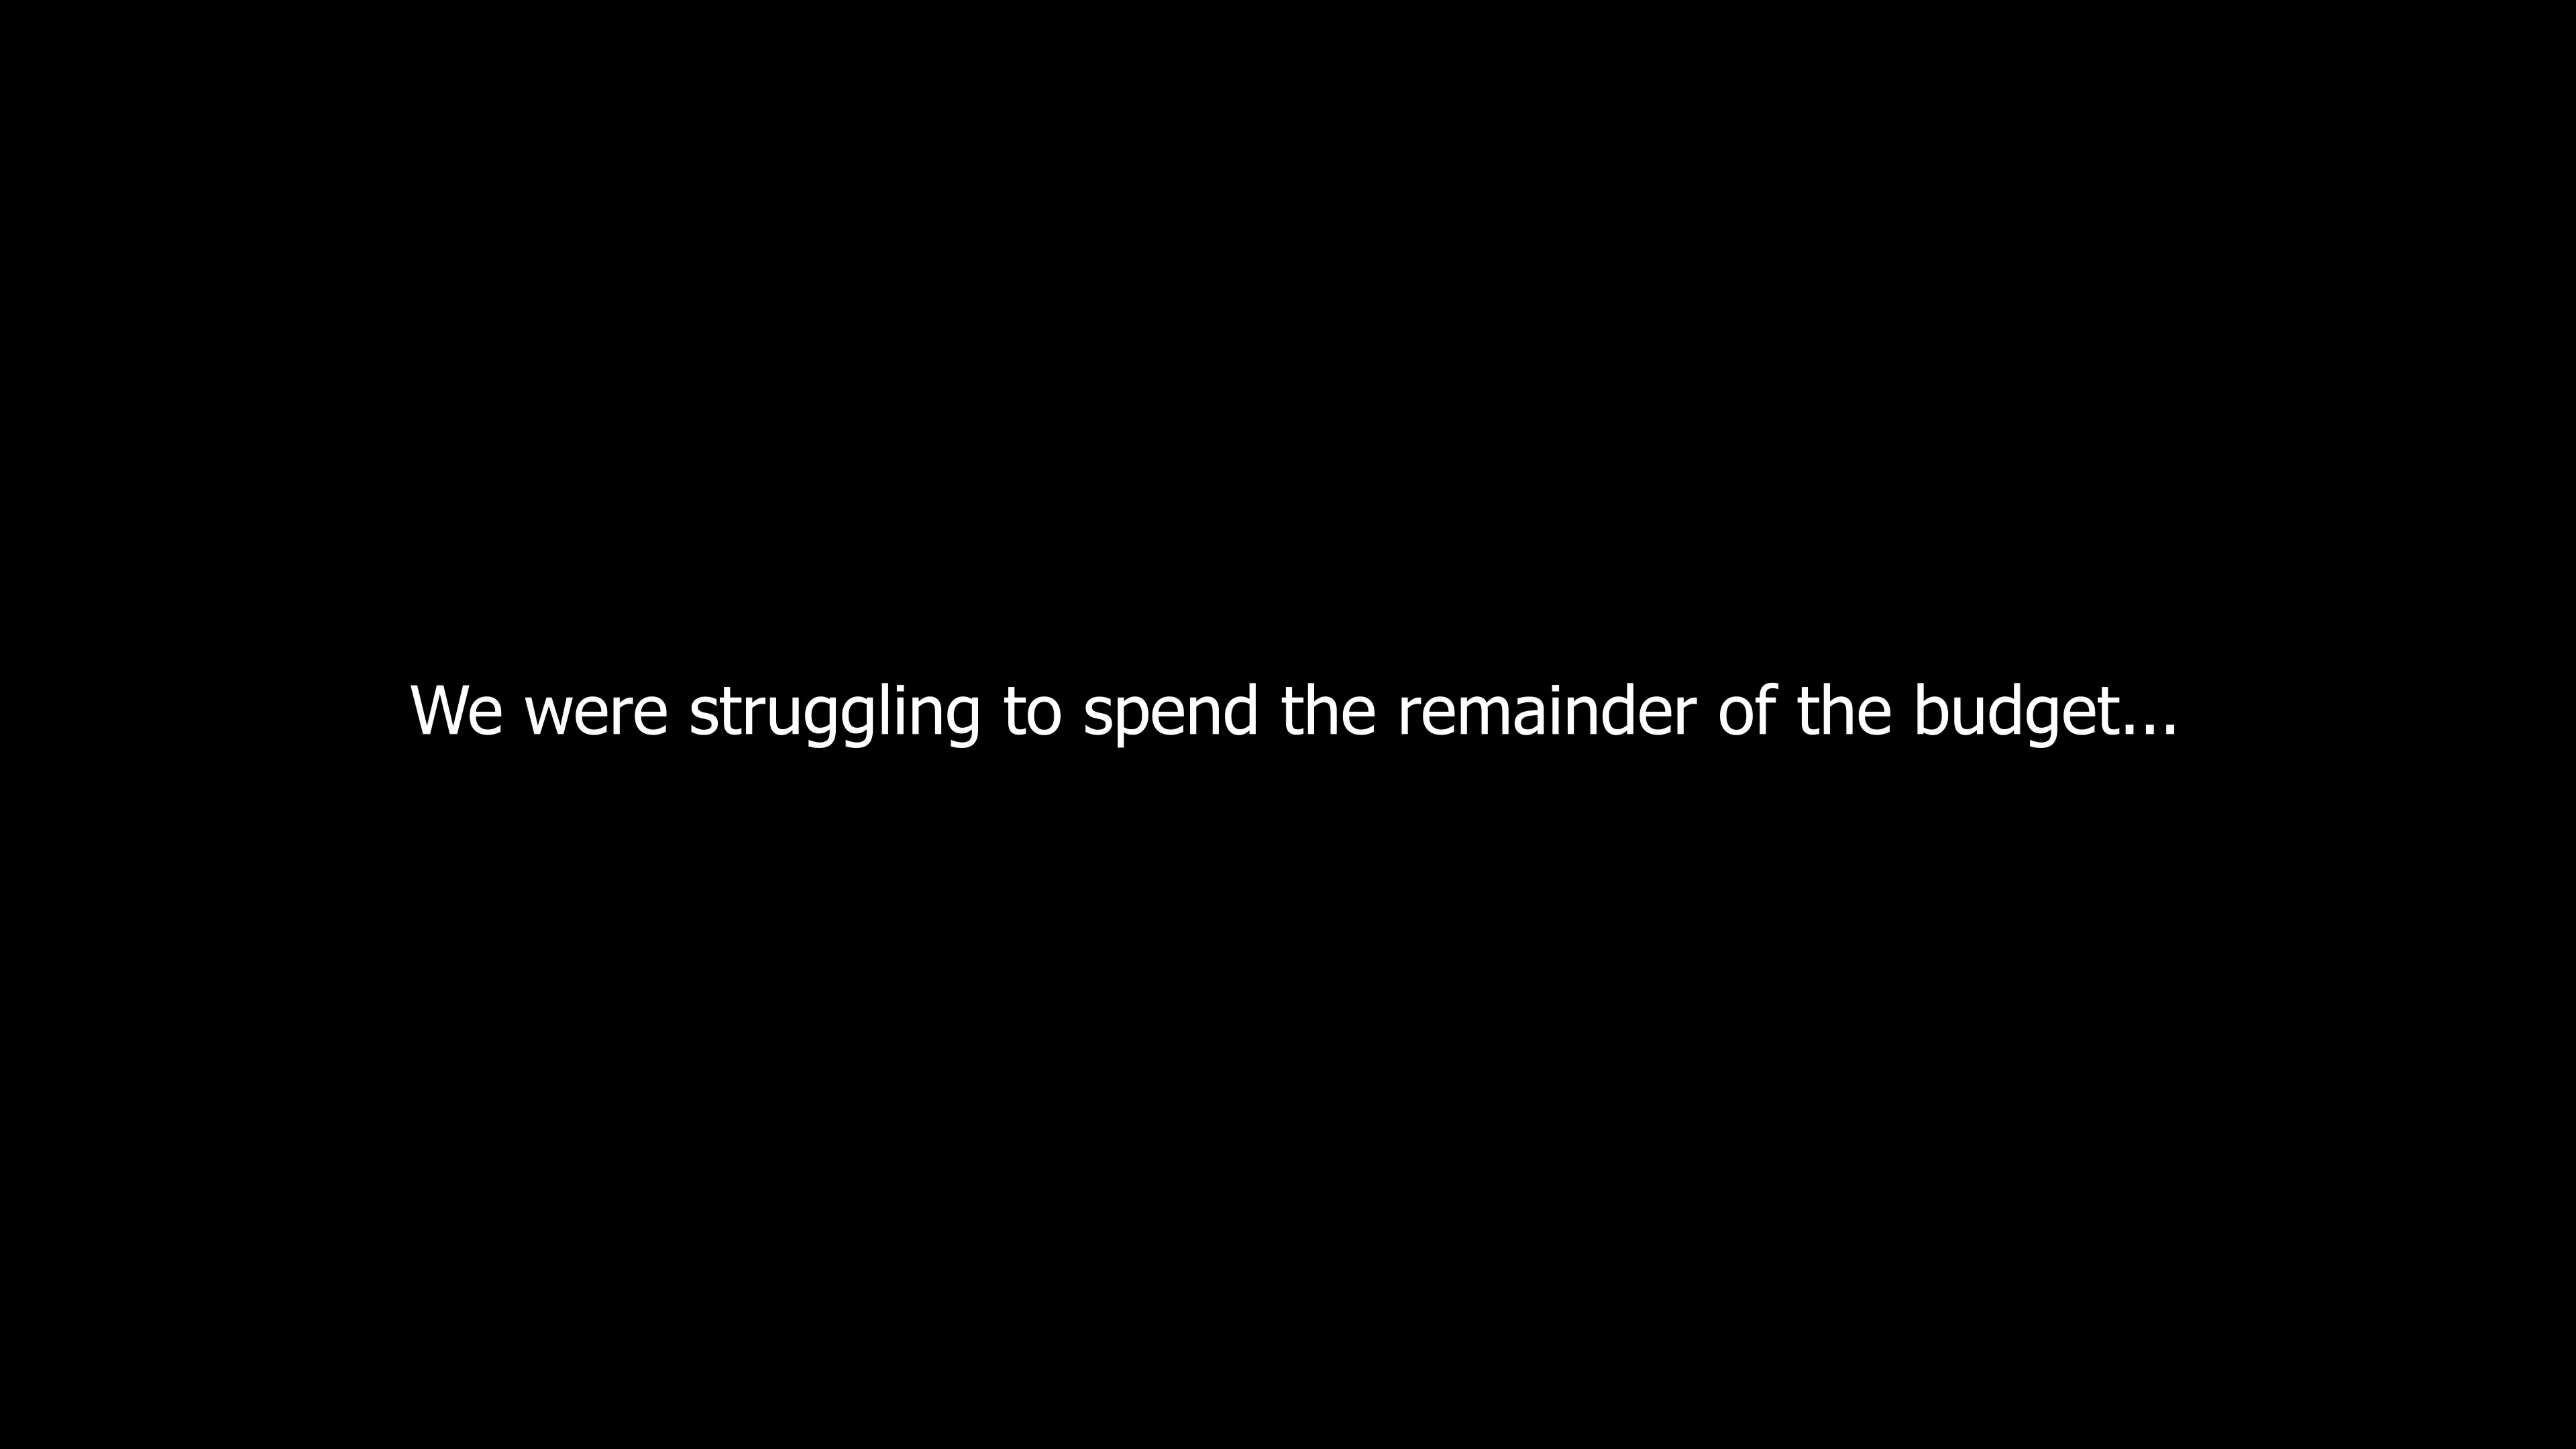 We were struggling to spend the remainder of the budget...